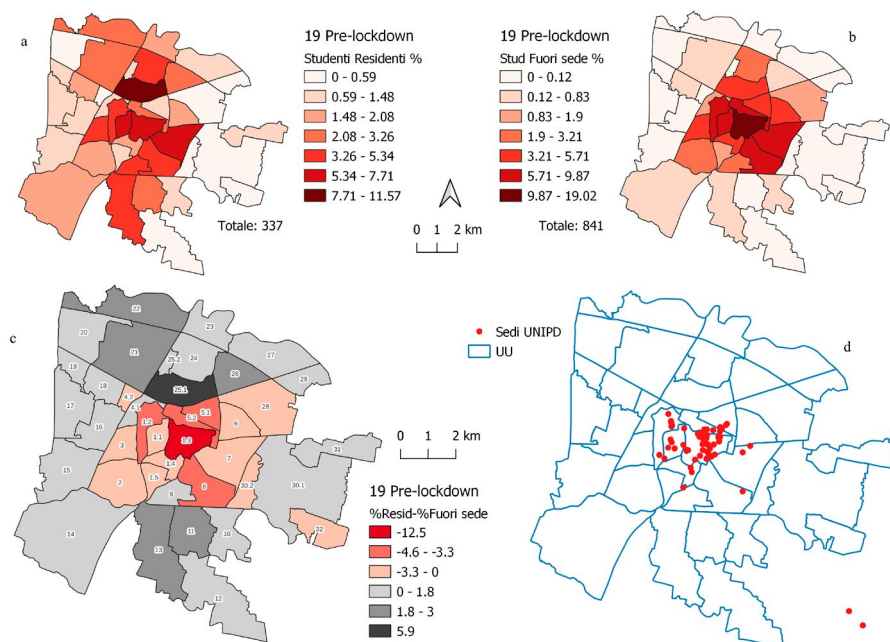 a
19 Pre-lockdown
Studenti Residenti %
0 - 0.59
0.59 - 1.48
1.48 - 2.08
2.08 - 3.26
3.26 - 5.34
5.34 - 7.71
7.71 - 11.57
Totale: 337
b
19 Pre-lockdown
Stud Fuori sede %
0 - 0.12
0.12 - 0.83
0.83 - 1.9
1.9 - 3.21
3.21 - 5.71
5.71 - 9.87
9.87 - 19.02
Totale: 841
0 1 2 km
c
22
23
20
21
25.2
24
27
19
18
25.1
26
29
17
4.2
4.1
28
16
1.2
5.2
5.1
6
3
1.1
1.3
31
15
1.4
7
2
1.5
9
8
30.2
30.1
14
11
10
32
13
12
0 1 2 km
19 Pre-lockdown
%Resid-%Fuori sede
-12.5
-4.6 - -3.3
-3.3 - 0
0 - 1.8
1.8 - 3
5.9
d
Sedi UNIPD
UU